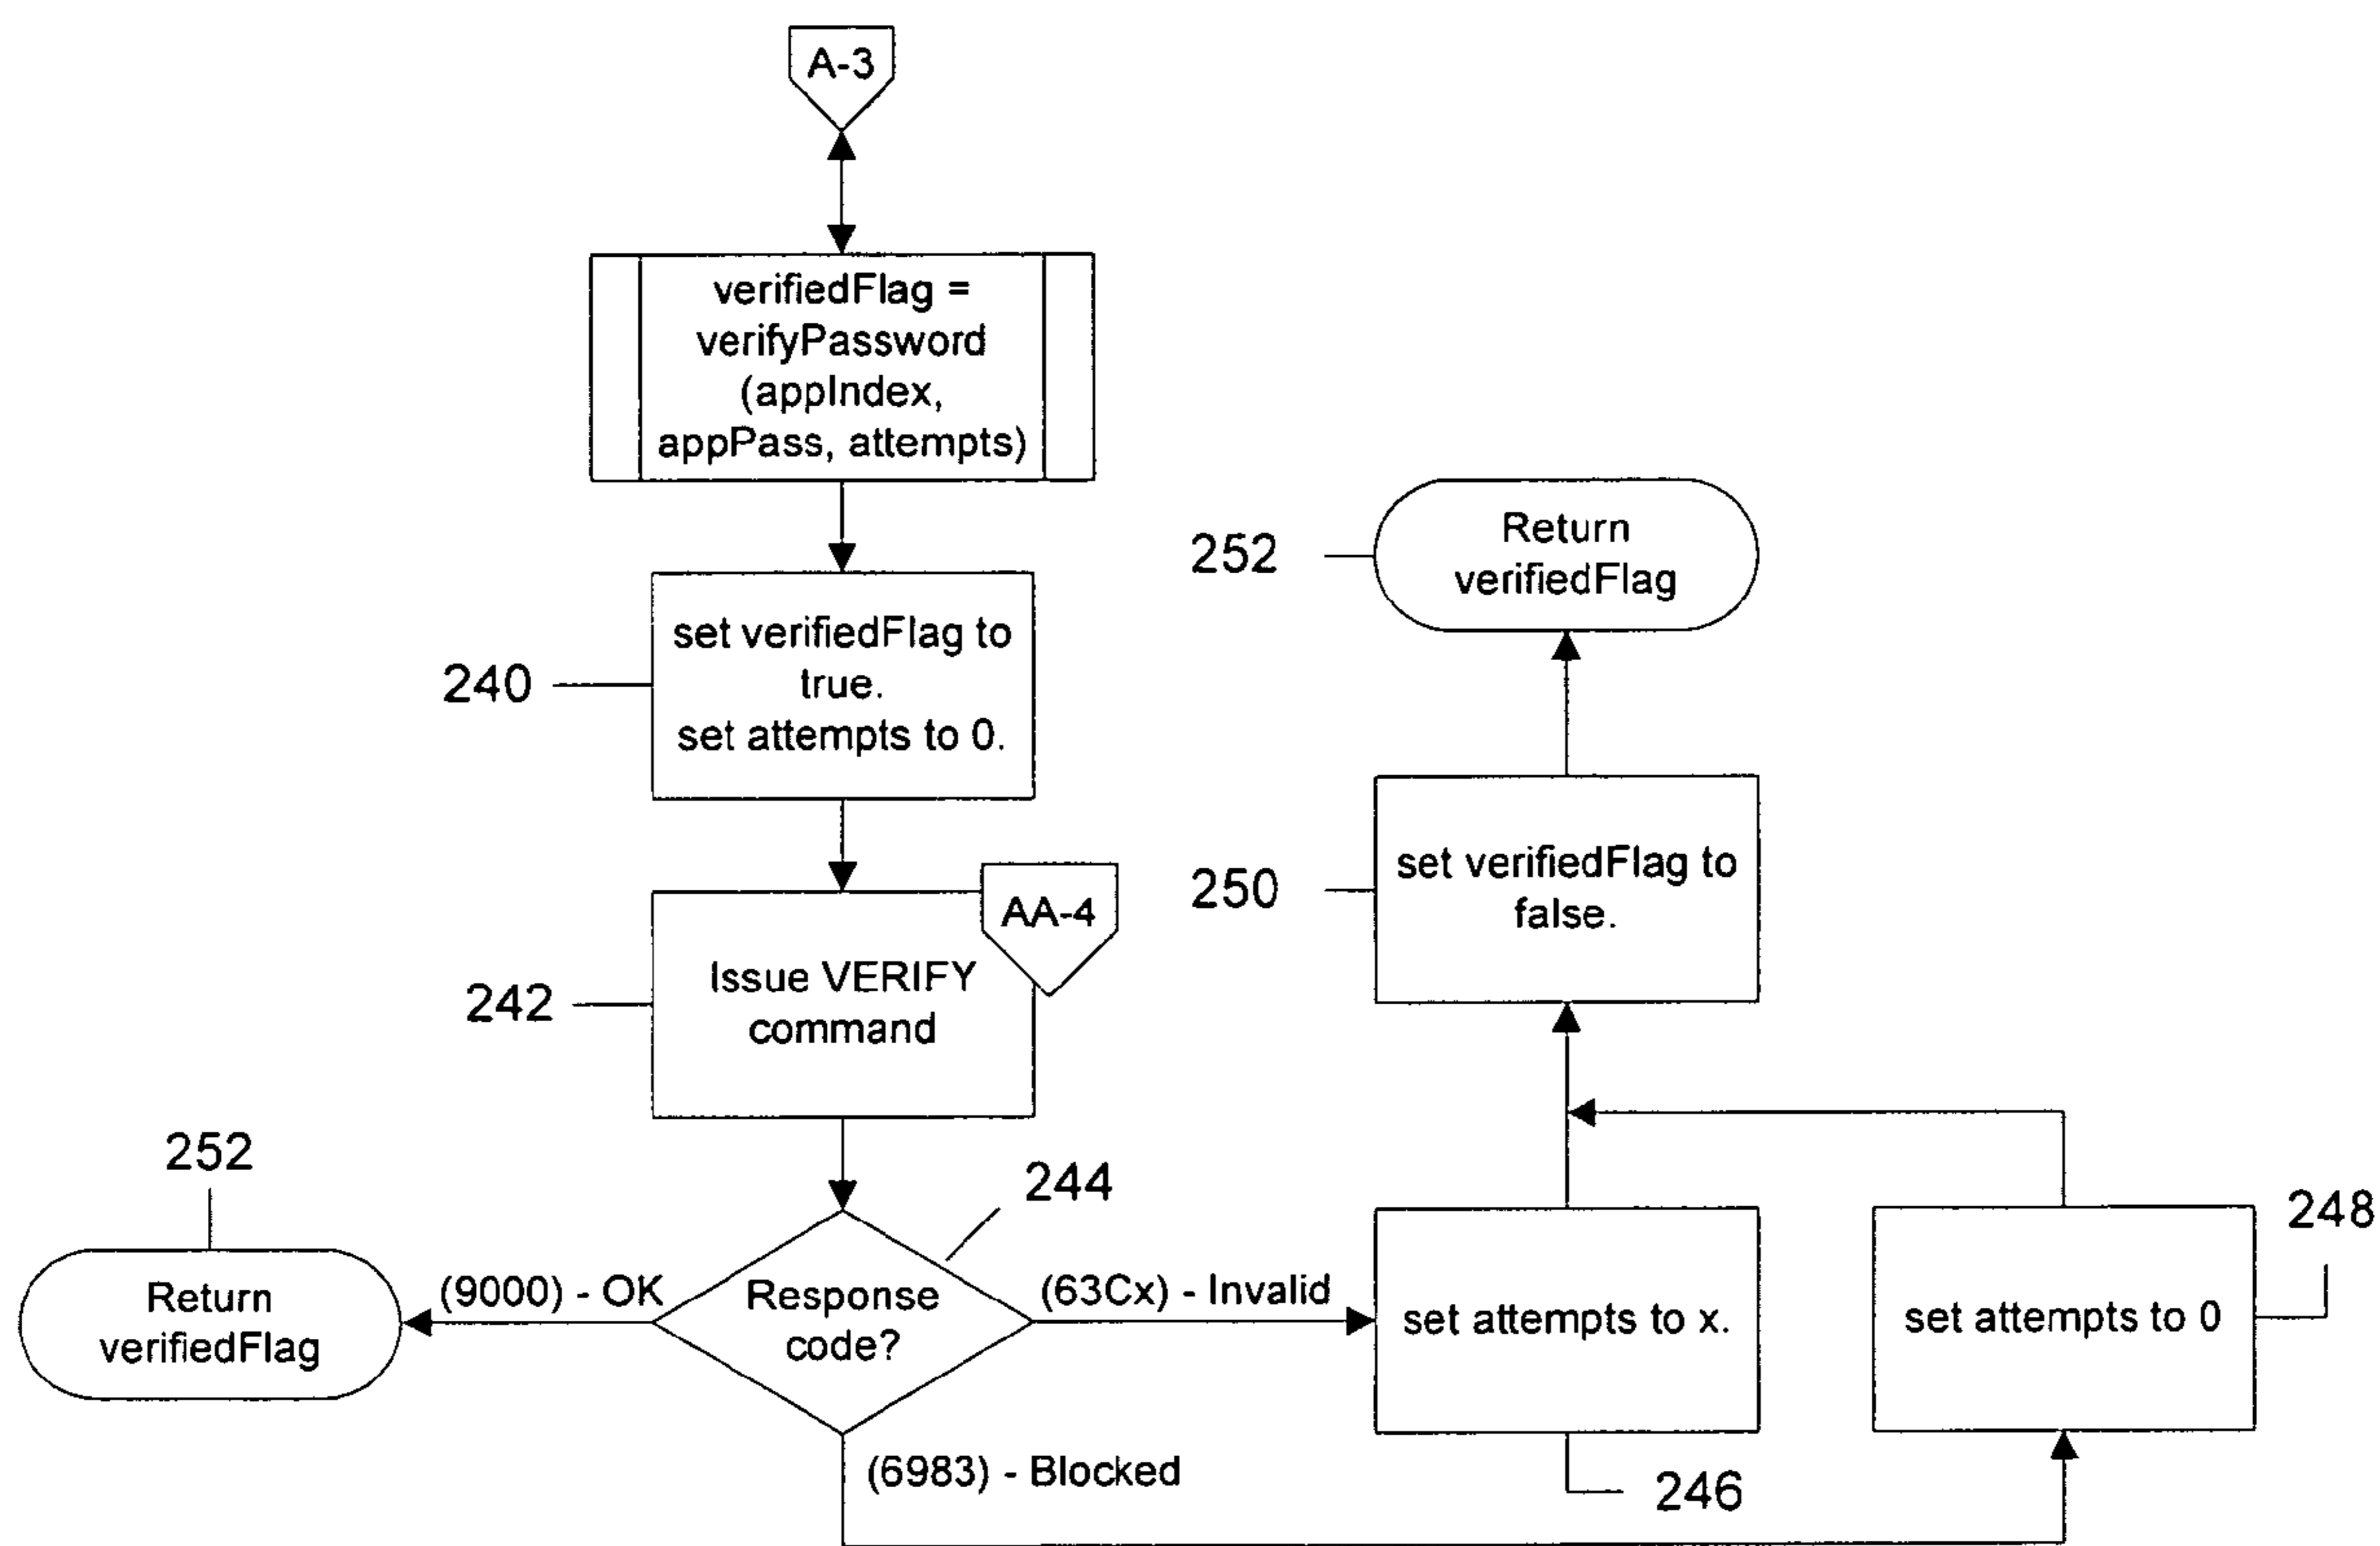 A-3
verifiedFlag =
verifyPassword
(appIndex,
appPass, attempts)
252
Return
verifiedFlag
240
set verifiedFlag to
true.
set attempts to 0.
250
set verifiedFlag to
false.
AA-4
242
Issue VERIFY
command
252
Return
verifiedFlag
(9000) - OK
244
Response
code?
(63Cx) - Invalid
set attempts to x.
246
set attempts to 0
248
(6983) - Blocked